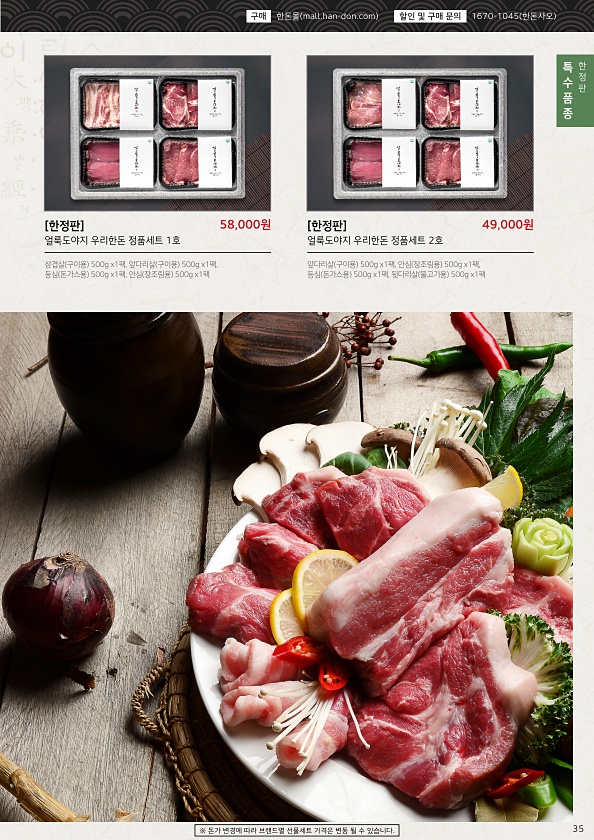 구매 한돈몰(mall.han-don.com) 할인 및 구매 문의 1670-1045(한돈사오)
한정판
특수품종
[한정판] 58,000원
얼룩도야지 우리한돈 정품세트 1호
삼겹살(구이용) 500g x1팩, 앞다리살(구이용) 500g x1팩,
등심(돈가스용) 500g x1팩, 안심(장조림용) 500g x1팩
[한정판] 49,000원
얼룩도야지 우리한돈 정품세트 2호
앞다리살(구이용) 500g x1팩, 안심(장조림용) 500g x1팩,
등심(돈가스용) 500g x1팩, 뒷다리살(불고기용) 500g x1팩
※ 돈가 변경에 따라 브랜드별 선물세트 가격은 변동 될 수 있습니다.
35